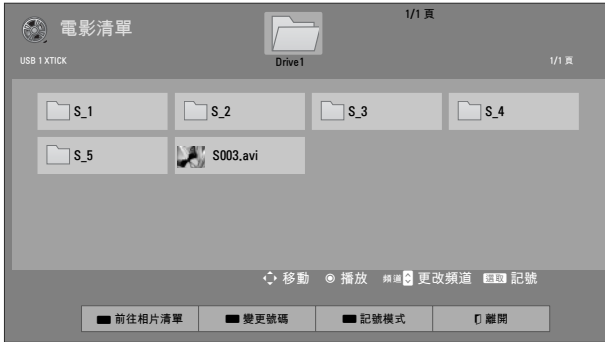 1/1 頁
電影清單
USB 1 XTICK
Drive1
1/1 頁
S_1
S_2
S_3
S_4
S_5
S003.avi
移動 播放 頻道 更改頻道 選取 記號
前往相片清單 變更號碼 記號模式 離開